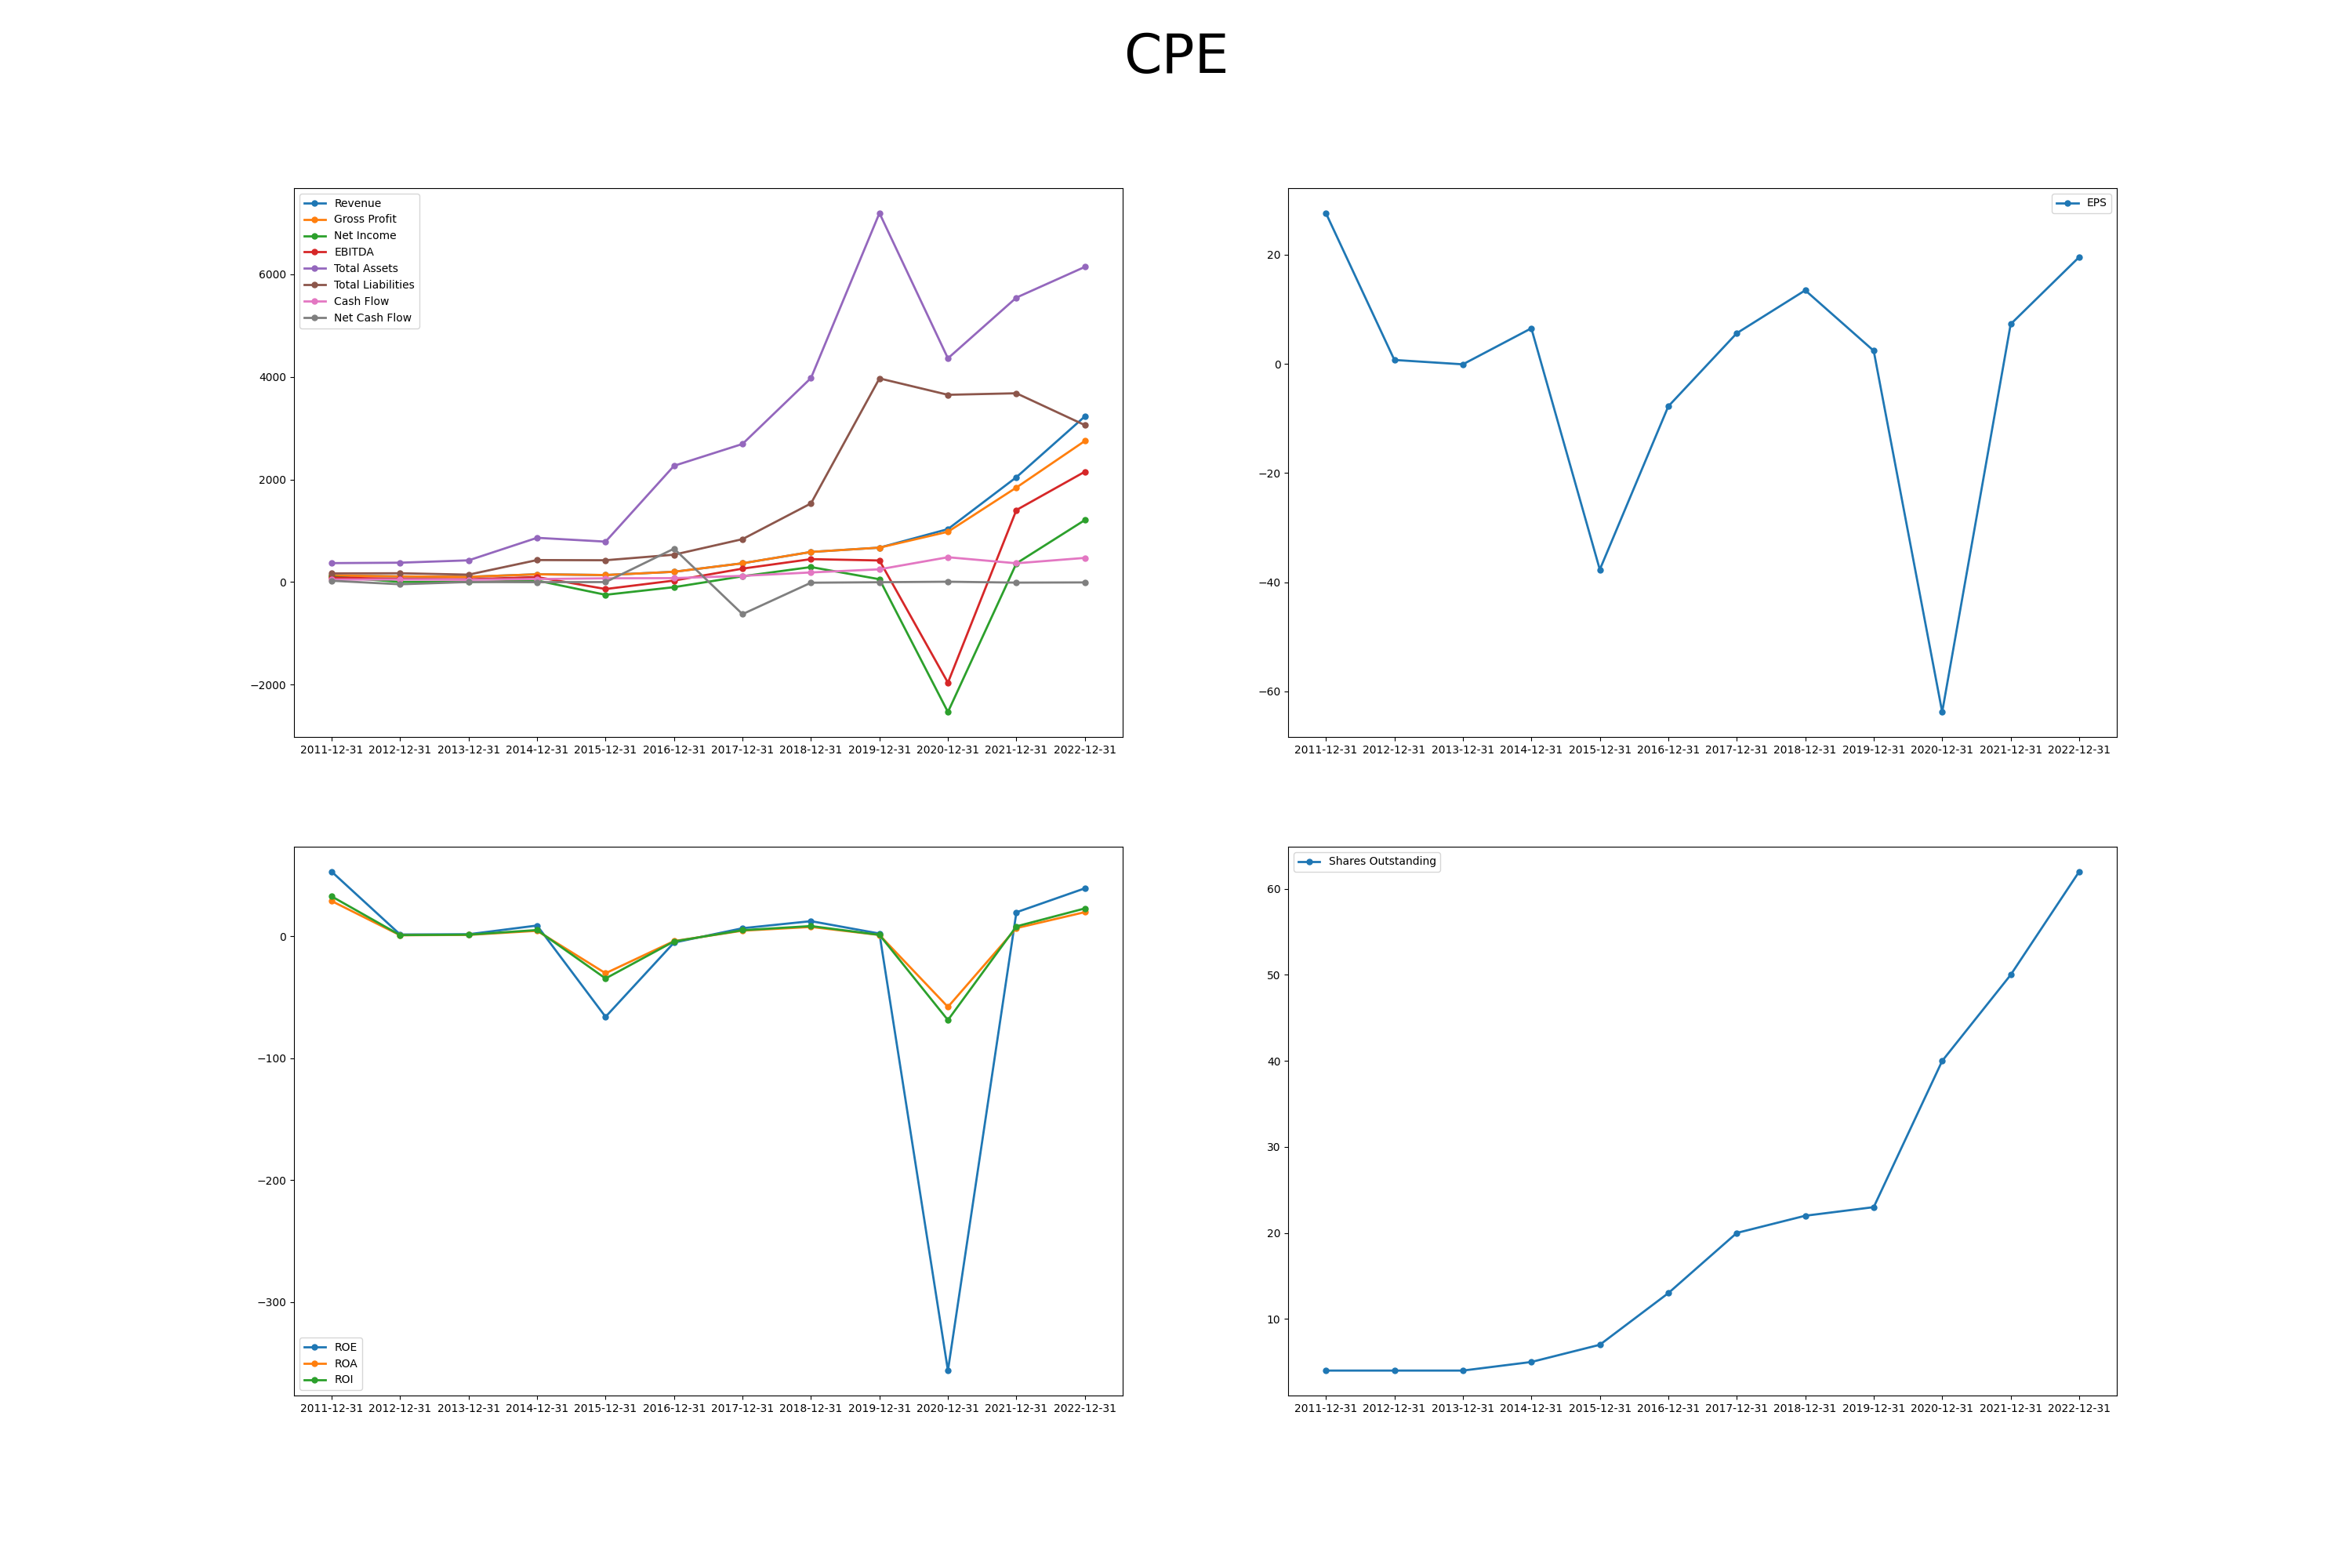 CPE
Revenue
Gross Profit
Net Income
EBITDA
Total Assets
Total Liabilities
Cash Flow
Net Cash Flow
6000
4000
2000
0
−2000
2011-12-31 2012-12-31 2013-12-31 2014-12-31 2015-12-31 2016-12-31 2017-12-31 2018-12-31 2019-12-31 2020-12-31 2021-12-31 2022-12-31
EPS
20
0
−20
−40
−60
2011-12-31 2012-12-31 2013-12-31 2014-12-31 2015-12-31 2016-12-31 2017-12-31 2018-12-31 2019-12-31 2020-12-31 2021-12-31 2022-12-31
0
−100
−200
−300
ROE
ROA
ROI
2011-12-31 2012-12-31 2013-12-31 2014-12-31 2015-12-31 2016-12-31 2017-12-31 2018-12-31 2019-12-31 2020-12-31 2021-12-31 2022-12-31
Shares Outstanding
60
50
40
30
20
10
2011-12-31 2012-12-31 2013-12-31 2014-12-31 2015-12-31 2016-12-31 2017-12-31 2018-12-31 2019-12-31 2020-12-31 2021-12-31 2022-12-31